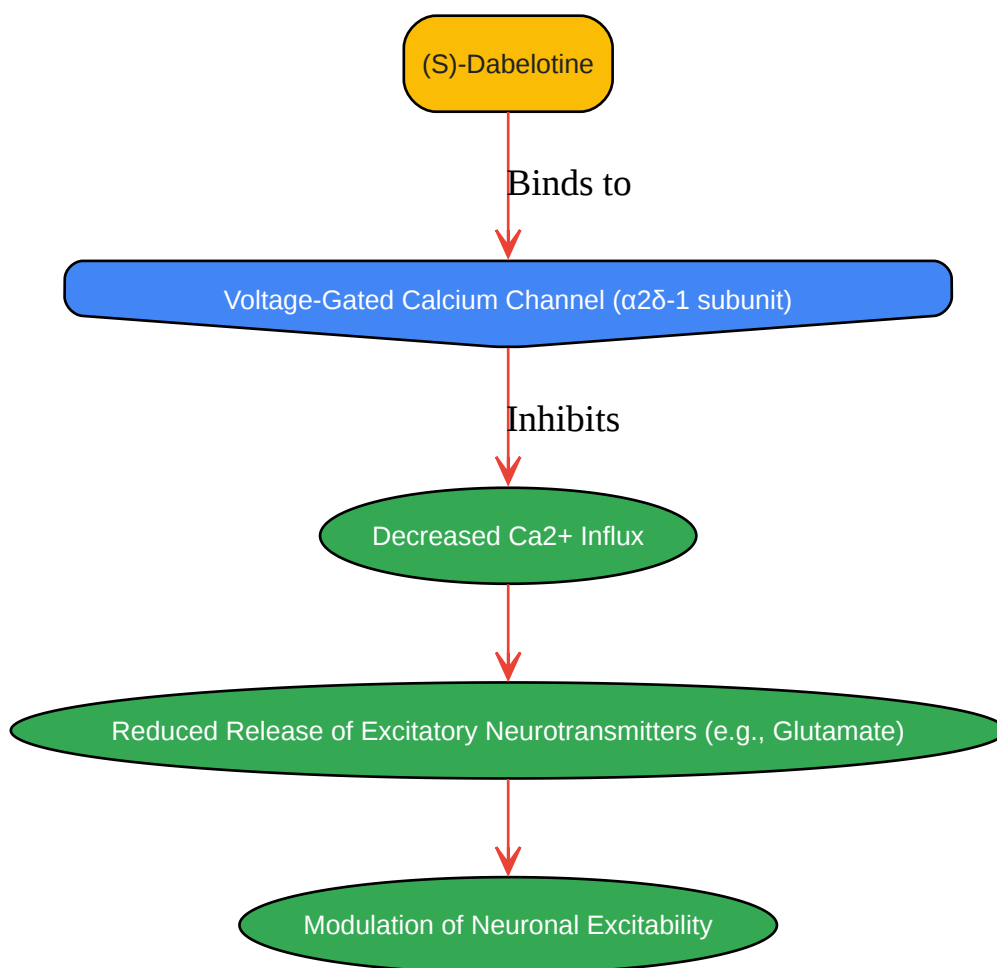 (S)-Dabelotine
Binds to
Voltage-Gated Calcium Channel (α2δ-1 subunit)
Inhibits
Decreased Ca2+ Influx
Reduced Release of Excitatory Neurotransmitters (e.g., Glutamate)
Modulation of Neuronal Excitability